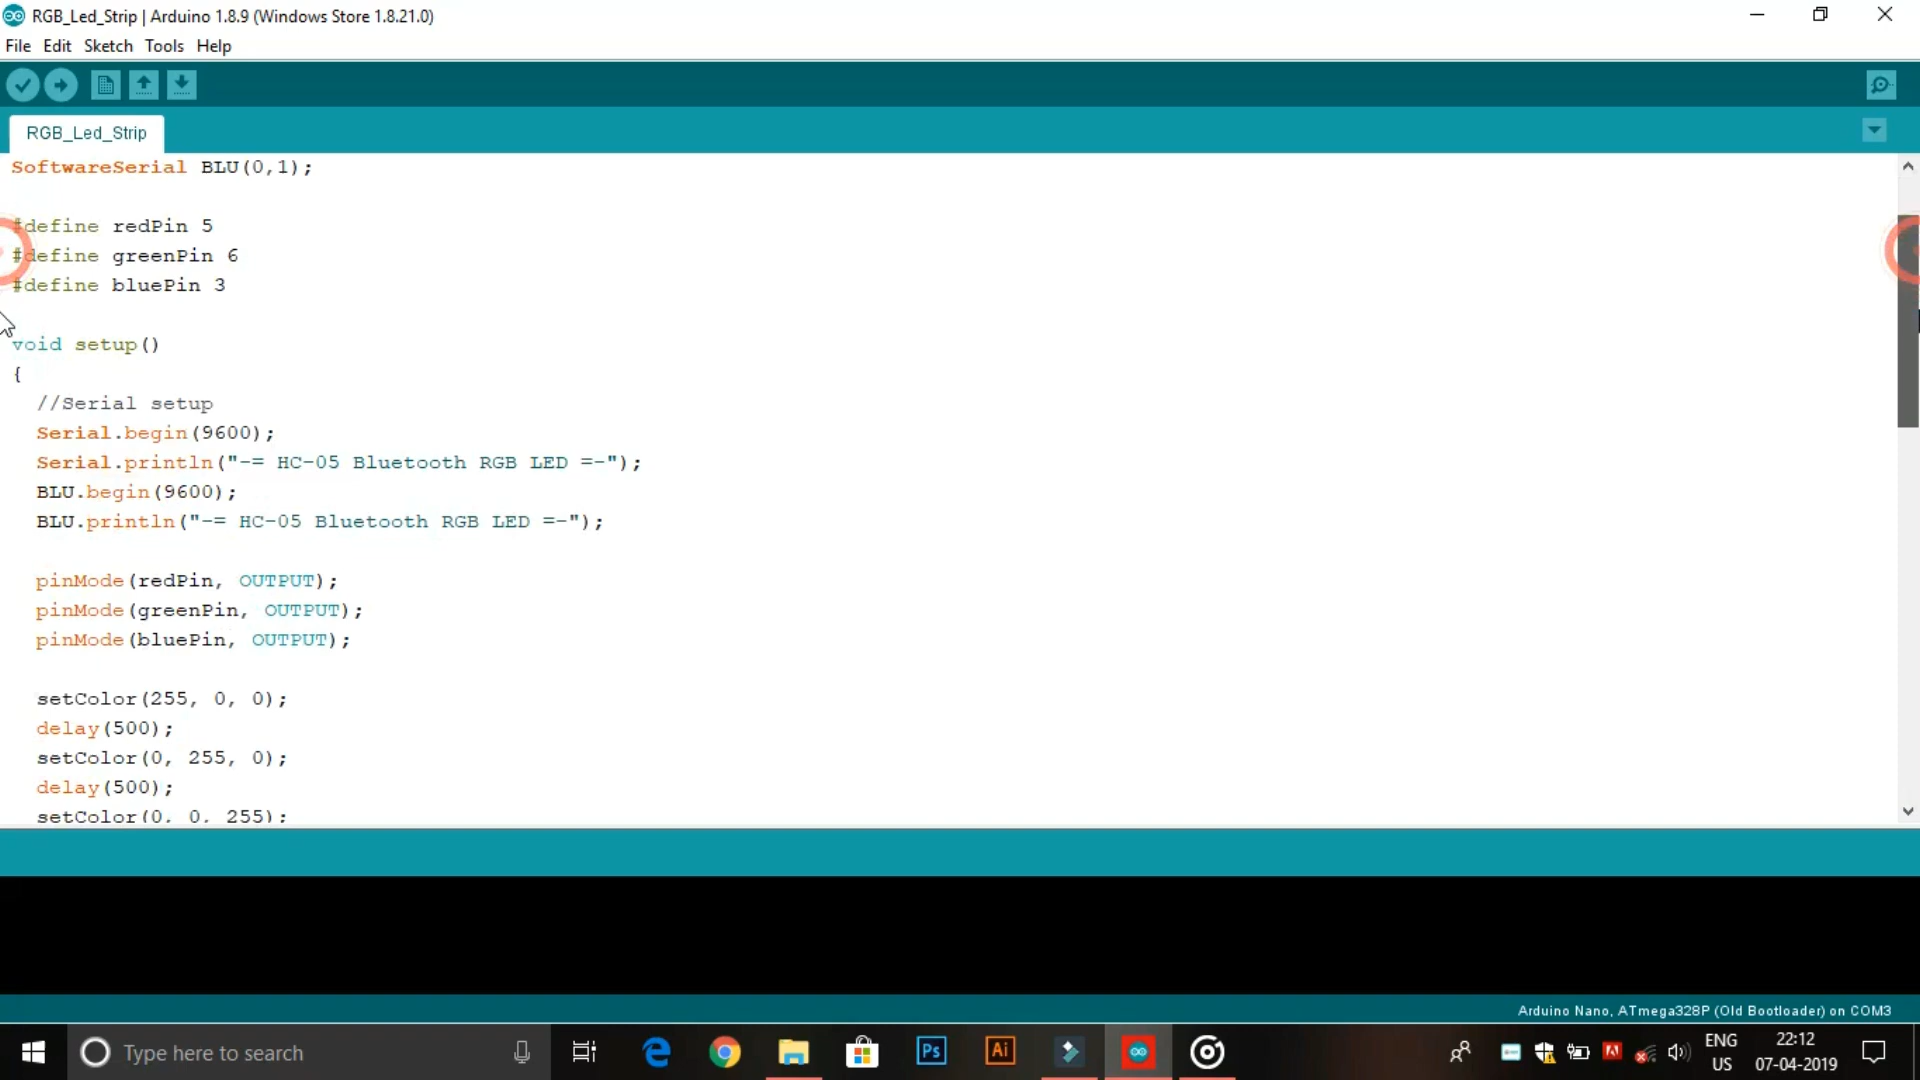 RGB_Led_Strip | Arduino 1.8.9 (Windows Store 1.8.21.0)
File Edit Sketch Tools Help
RGB_Led_Strip
SoftwareSerial BLU(0,1);
#define redPin 5
#define greenPin 6
#define bluePin 3
void setup()
{
//Serial setup
Serial.begin(9600);
Serial.println("-= HC-05 Bluetooth RGB LED =-");
BLU.begin(9600);
BLU.println("-= HC-05 Bluetooth RGB LED =-");
pinMode(redPin, OUTPUT);
pinMode(greenPin, OUTPUT);
pinMode(bluePin, OUTPUT);
setColor(255, 0, 0);
delay(500);
setColor(0, 255, 0);
delay(500);
setColor(0, 0, 255);
Arduino Nano, ATmega328P (Old Bootloader) on COM3
Type here to search
Ps
Ai
ENG
US
22:12
07-04-2019